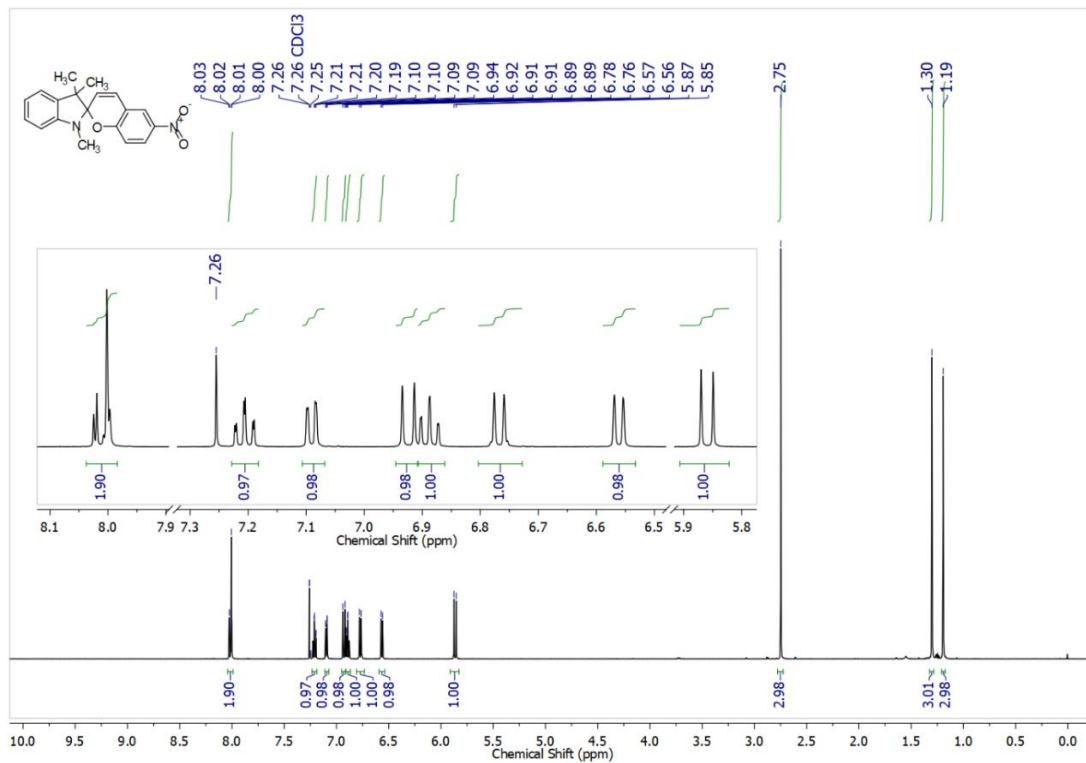 8.03 8.02 8.01 8.00 7.26 7.26 CDCl3 7.25 7.21 7.21 7.20 7.19 7.10 7.10 7.09 7.09 6.94 6.92 6.91 6.91 6.89 6.89 6.78 6.76 6.57 6.56 5.87 5.85 2.75 1.30 1.19
H3C CH3
N
CH3
O
N+
O-
O
7.26
1.90 0.97 0.98 0.98 1.00 1.00 0.98 1.00
8.1 8.0 7.9 7.3 7.2 7.1 7.0 6.9 6.8 6.7 6.6 6.5 5.9 5.8
Chemical Shift (ppm)
1.90 0.97 0.98 0.98 1.00 1.00 0.98 1.00 2.98 3.01 2.98
10.0 9.5 9.0 8.5 8.0 7.5 7.0 6.5 6.0 5.5 5.0 4.5 4.0 3.5 3.0 2.5 2.0 1.5 1.0 0.5 0.0
Chemical Shift (ppm)